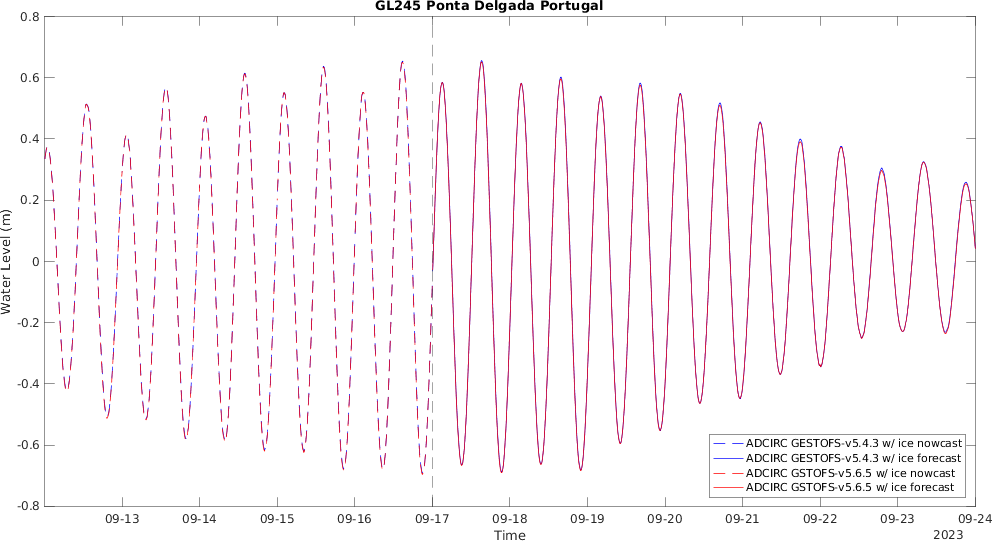 GL245 Ponta Delgada Portugal
0.8
0.6
0.4
0.2
0
-0.2
-0.4
-0.6
-0.8
Water Level (m)
ADCIRC GESTOFS-v5.4.3 w/ ice nowcast
ADCIRC GESTOFS-v5.4.3 w/ ice forecast
ADCIRC GSTOFS-v5.6.5 w/ ice nowcast
ADCIRC GSTOFS-v5.6.5 w/ ice forecast
09-13 09-14 09-15 09-16 09-17 09-18 09-19 09-20 09-21 09-22 09-23 09-24
Time
2023